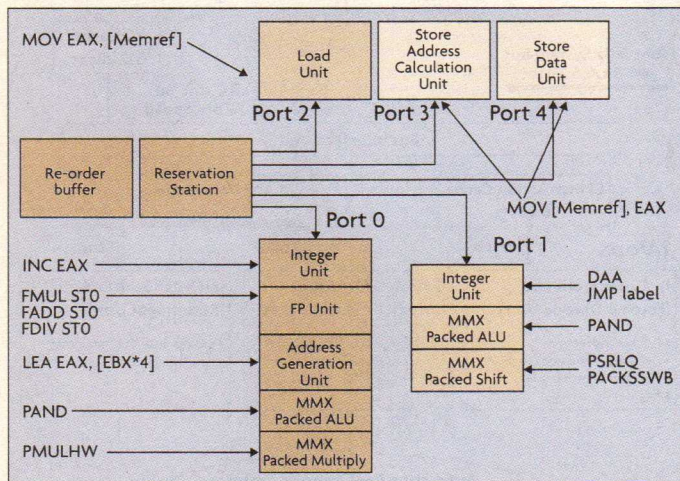 MOV EAX, [Memref]
Load
Unit
Store
Address
Calculation
Unit
Store
Data
Unit
Port 2
Port 3
Port 4
Re-order
buffer
Reservation
Station
MOV [Memref], EAX
Port 0
Port 1
INC EAX
Integer
Unit
FMUL ST0
FADD ST0
FDIV ST0
FP Unit
LEA EAX, [EBX*4]
Address
Generation
Unit
PAND
MMX
Packed ALU
PMULHW
MMX
Packed Multiply
Integer
Unit
DAA
JMP label
MMX
Packed ALU
PAND
MMX
Packed Shift
PSRLQ
PACKSSWB